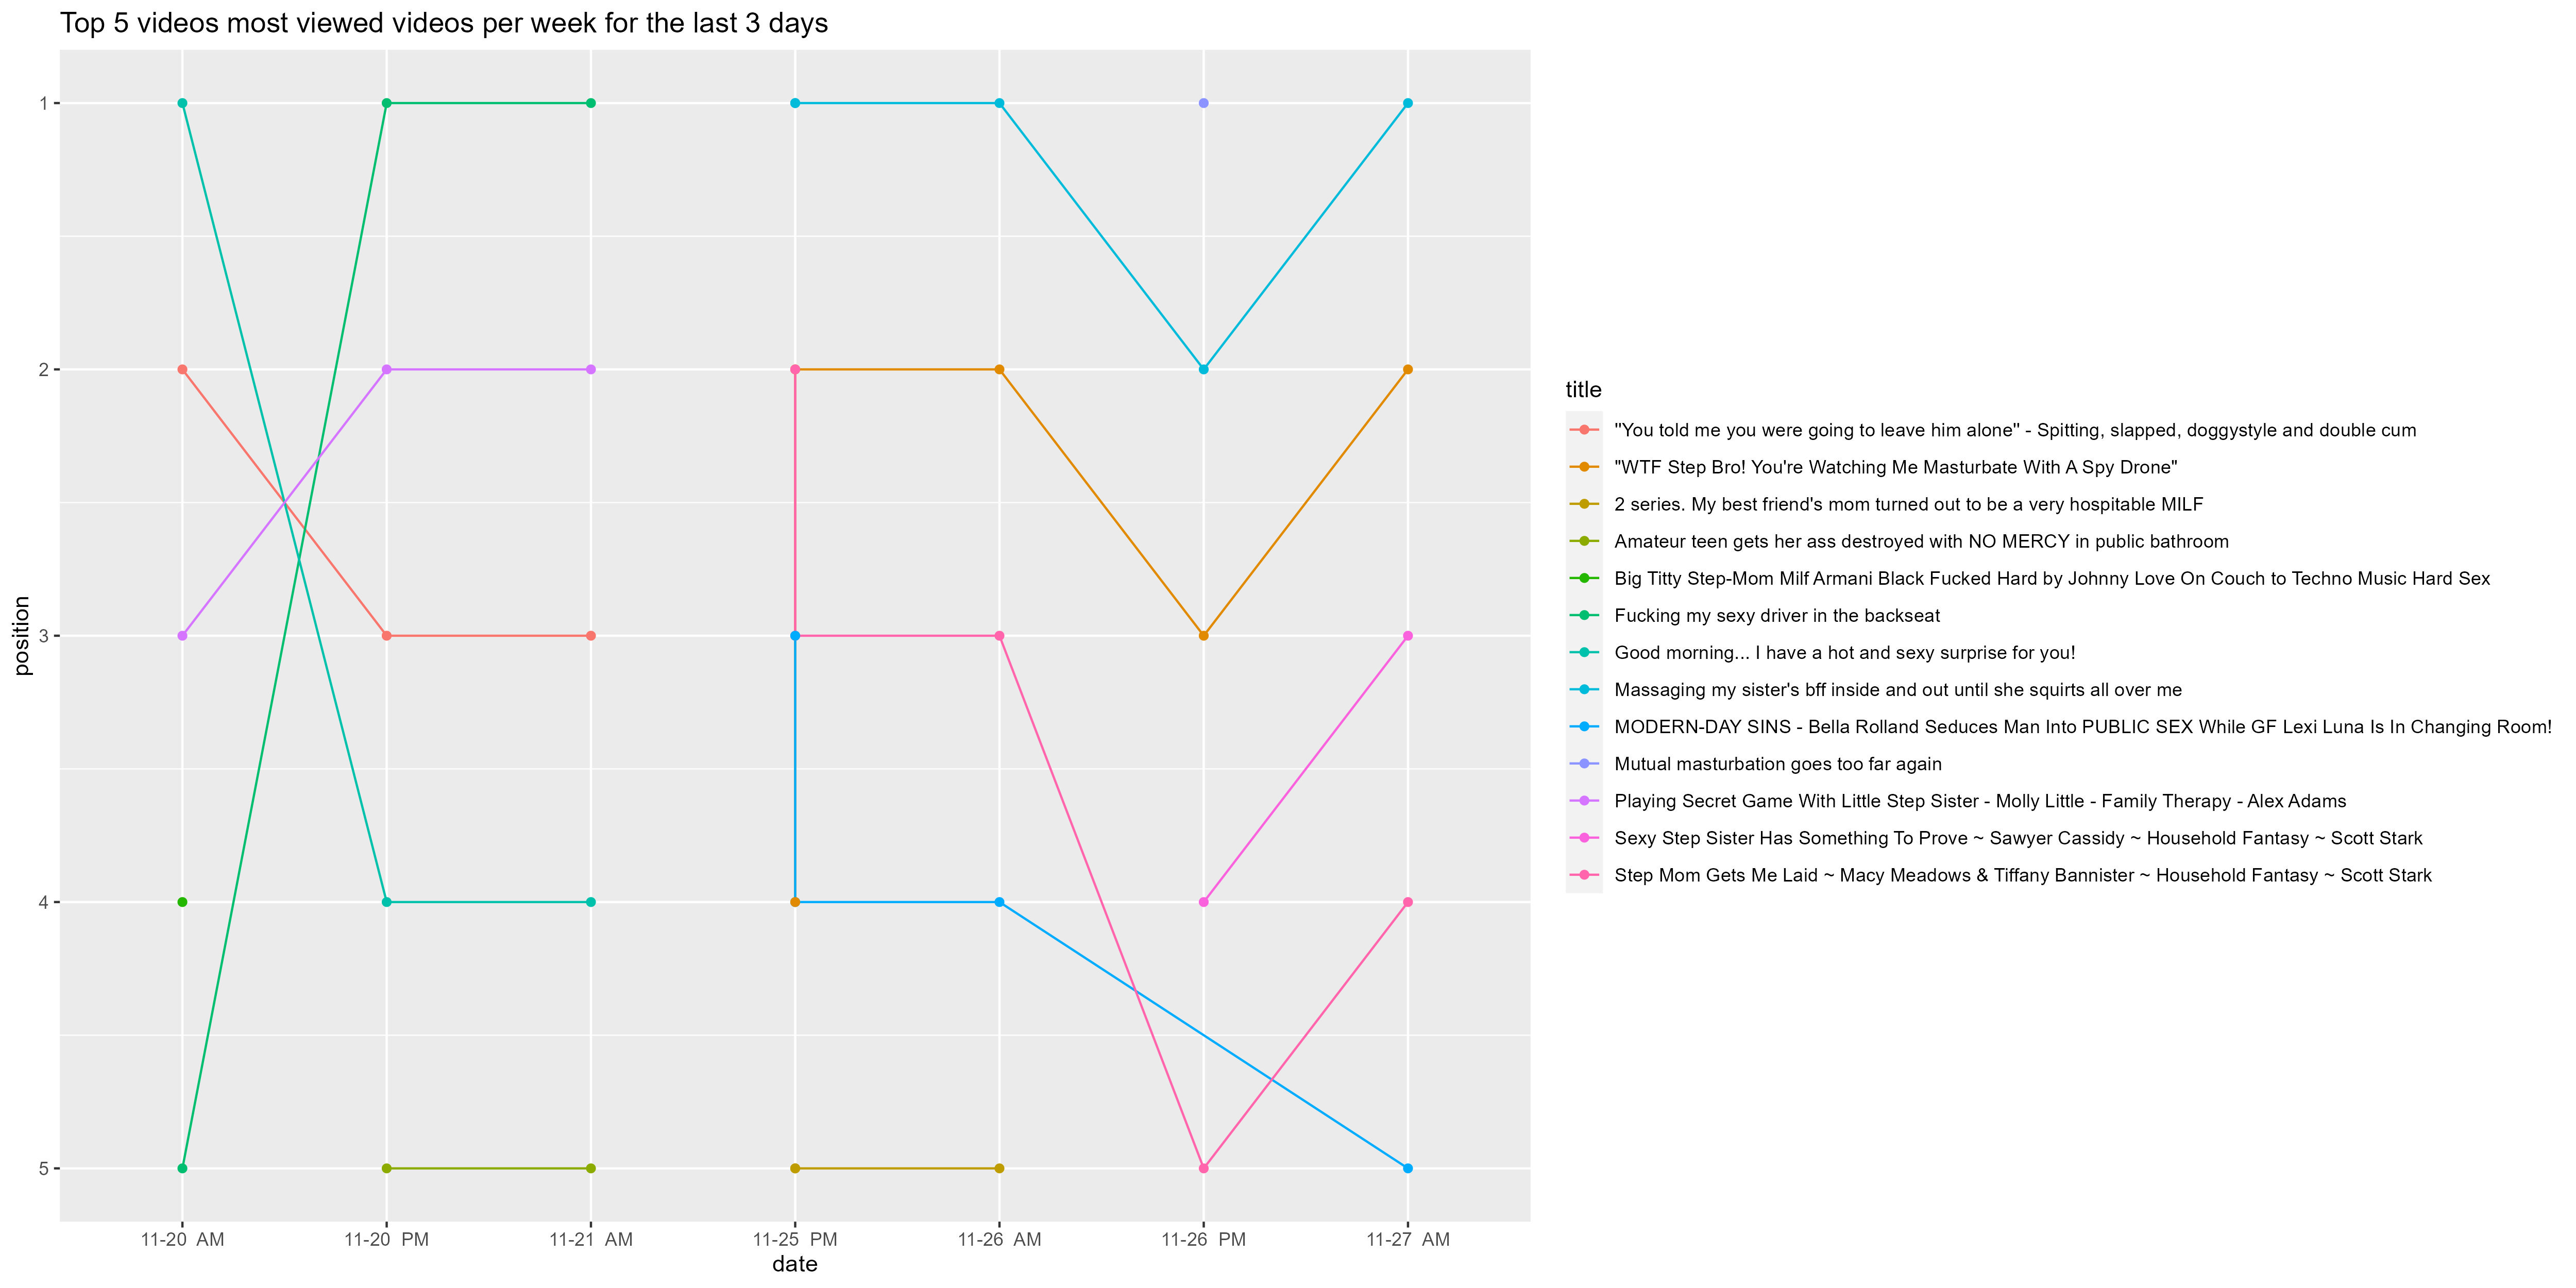 Top 5 videos most viewed videos per week for the last 3 days
position
1
2
3
4
5
11-20 AM
11-20 PM
11-21 AM
11-25 PM
11-26 AM
11-26 PM
11-27 AM
date
title
"You told me you were going to leave him alone" - Spitting, slapped, doggystyle and double cum
"WTF Step Bro! You're Watching Me Masturbate With A Spy Drone"
2 series. My best friend's mom turned out to be a very hospitable MILF
Amateur teen gets her ass destroyed with NO MERCY in public bathroom
Big Titty Step-Mom Milf Armani Black Fucked Hard by Johnny Love On Couch to Techno Music Hard Sex
Fucking my sexy driver in the backseat
Good morning... I have a hot and sexy surprise for you!
Massaging my sister's bff inside and out until she squirts all over me
MODERN-DAY SINS - Bella Rolland Seduces Man Into PUBLIC SEX While GF Lexi Luna Is In Changing Room!
Mutual masturbation goes too far again
Playing Secret Game With Little Step Sister - Molly Little - Family Therapy - Alex Adams
Sexy Step Sister Has Something To Prove ~ Sawyer Cassidy ~ Household Fantasy ~ Scott Stark
Step Mom Gets Me Laid ~ Macy Meadows & Tiffany Bannister ~ Household Fantasy ~ Scott Stark